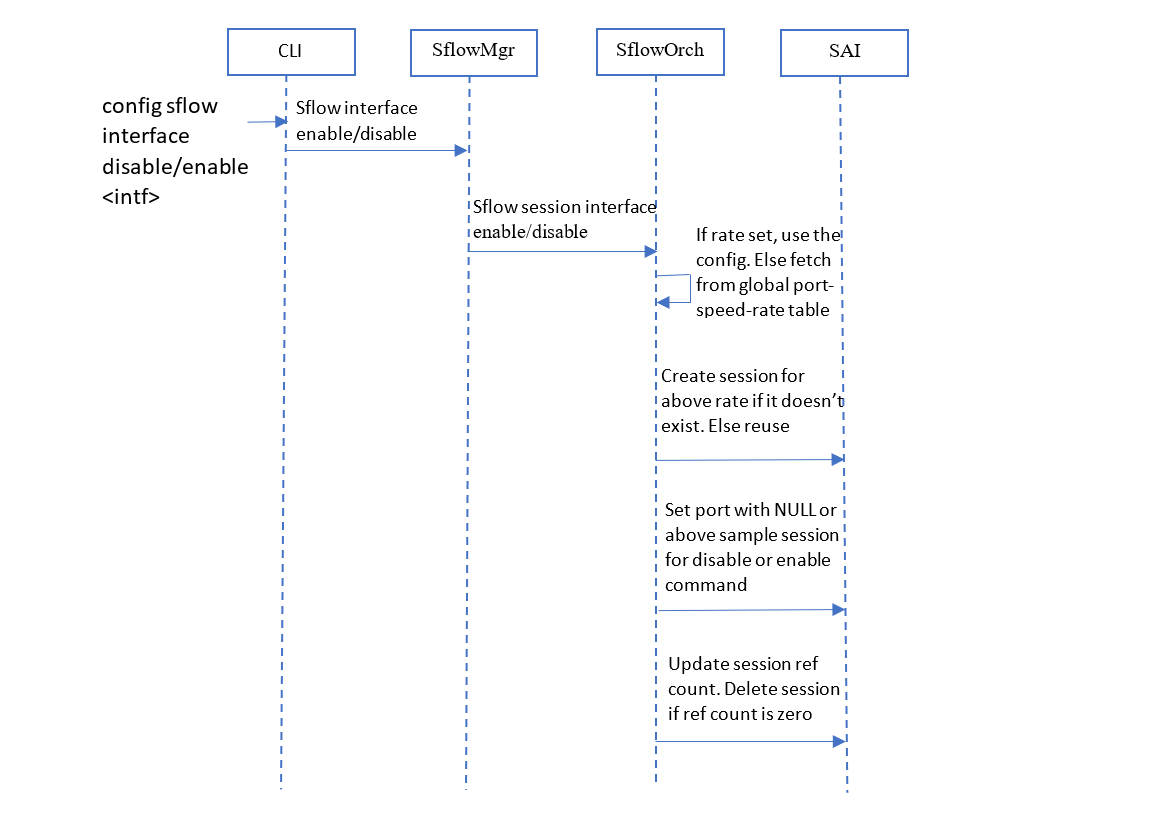 CLI
SflowMgr
SflowOrch
SAI
config sflow
interface
disable/enable
<intf>
Sflow interface
enable/disable
Sflow session interface
enable/disable
If rate set, use the
config. Else fetch
from global port-
speed-rate table
Create session for
above rate if it doesn’t
exist. Else reuse
Set port with NULL or
above sample session
for disable or enable
command
Update session ref
count. Delete session
if ref count is zero